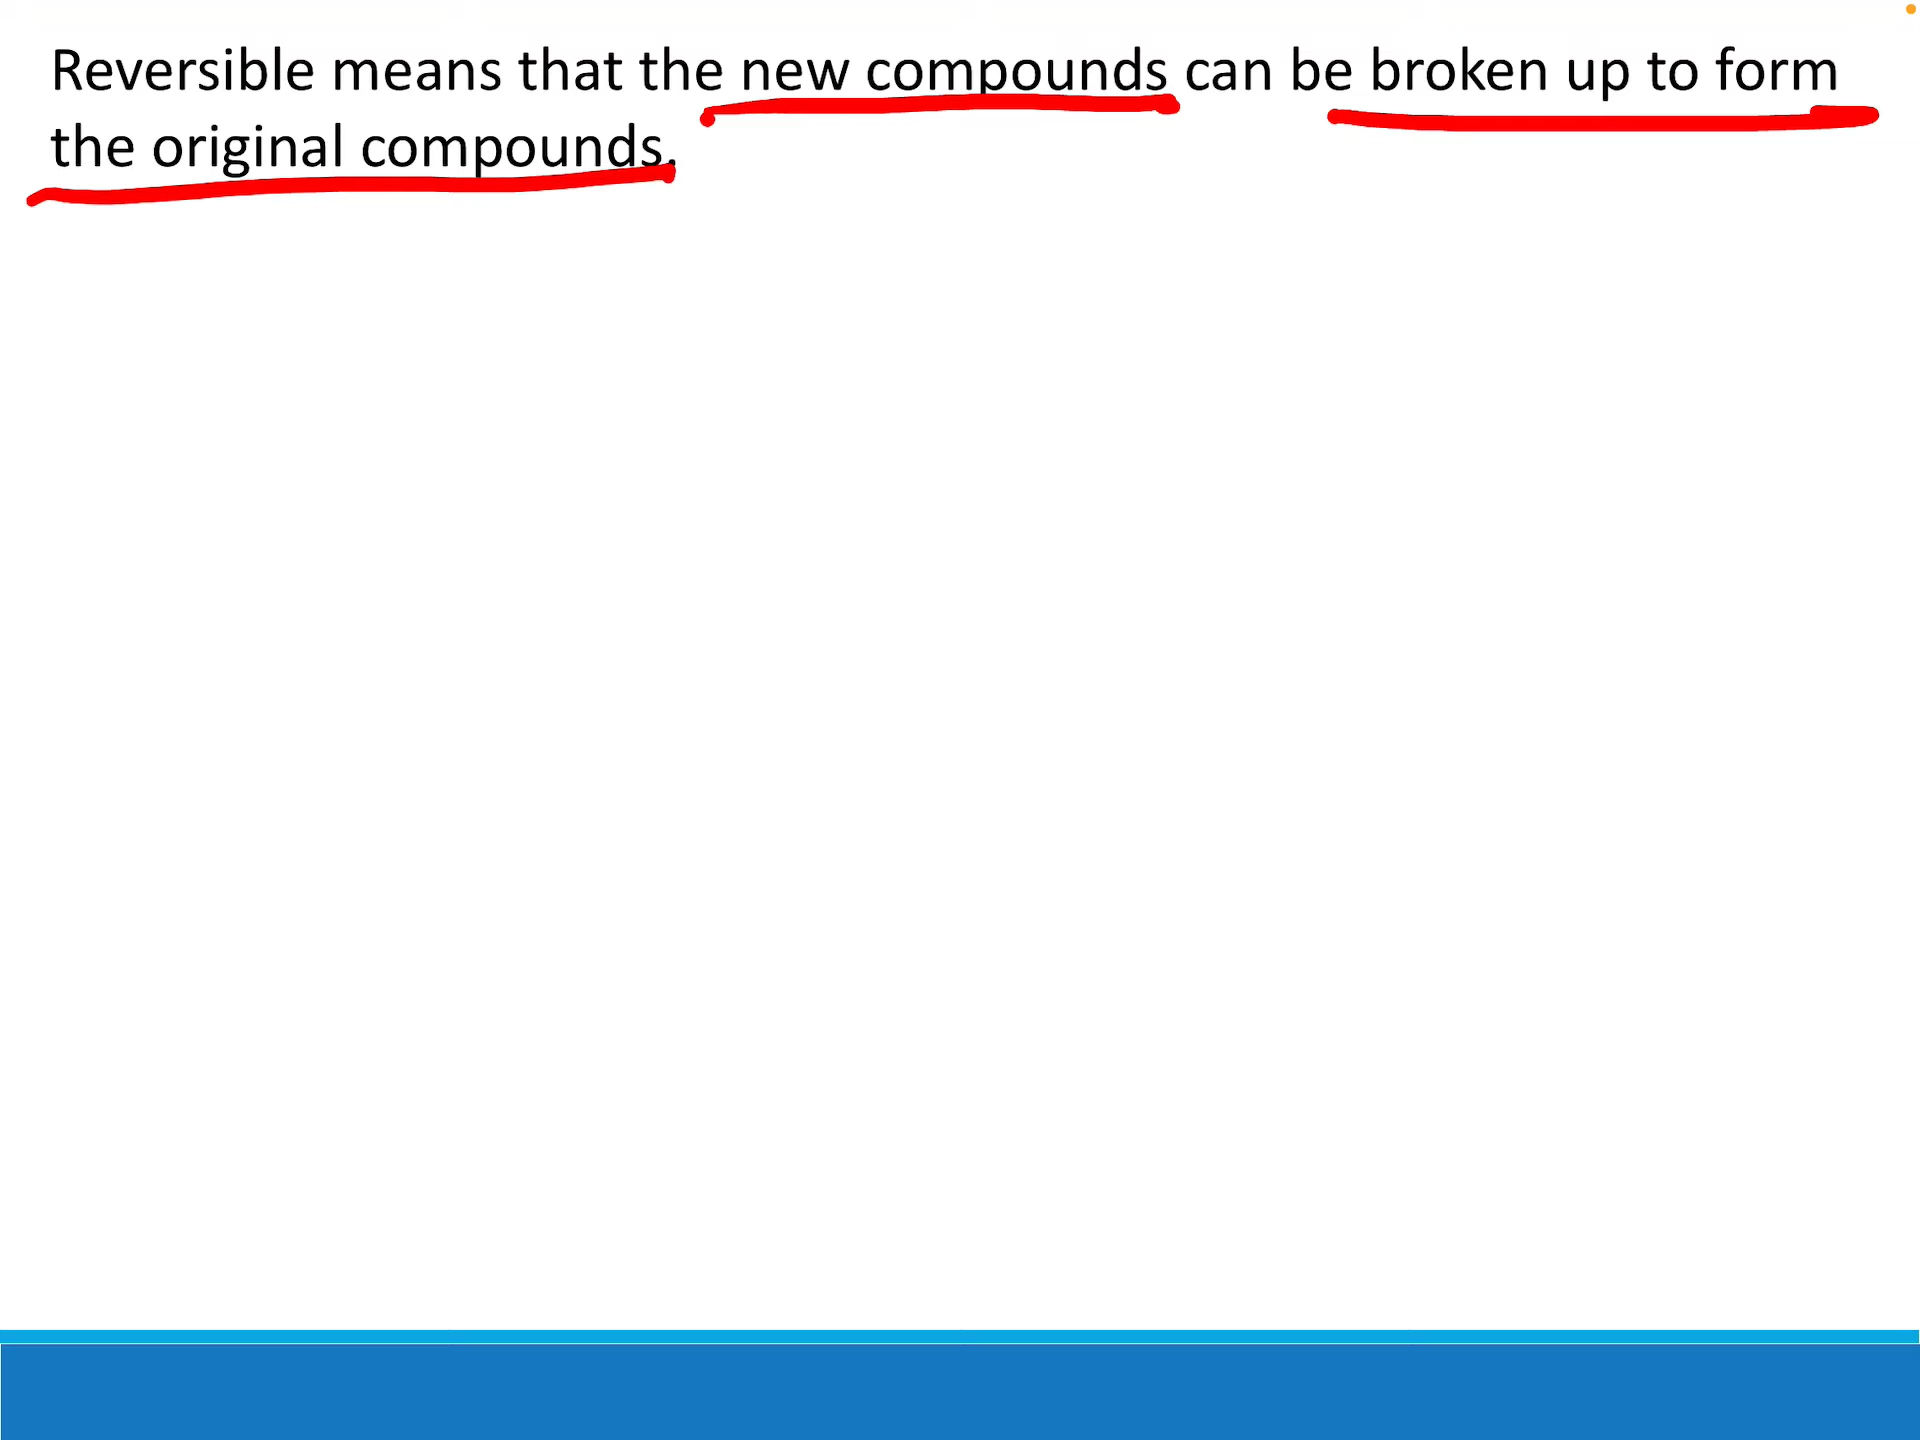 Reversible means that the new compounds can be broken up to form
the original compounds.